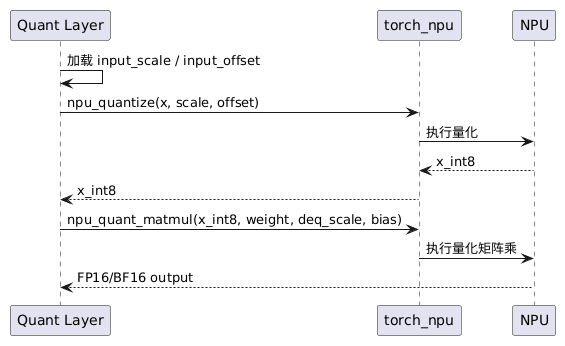 Quant Layer torch_npu NPU
加载 input_scale / input_offset
npu_quantize(x, scale, offset)
执行量化
x_int8
x_int8
npu_quant_matmul(x_int8, weight, deq_scale, bias)
执行量化矩阵乘
FP16/BF16 output
Quant Layer torch_npu NPU